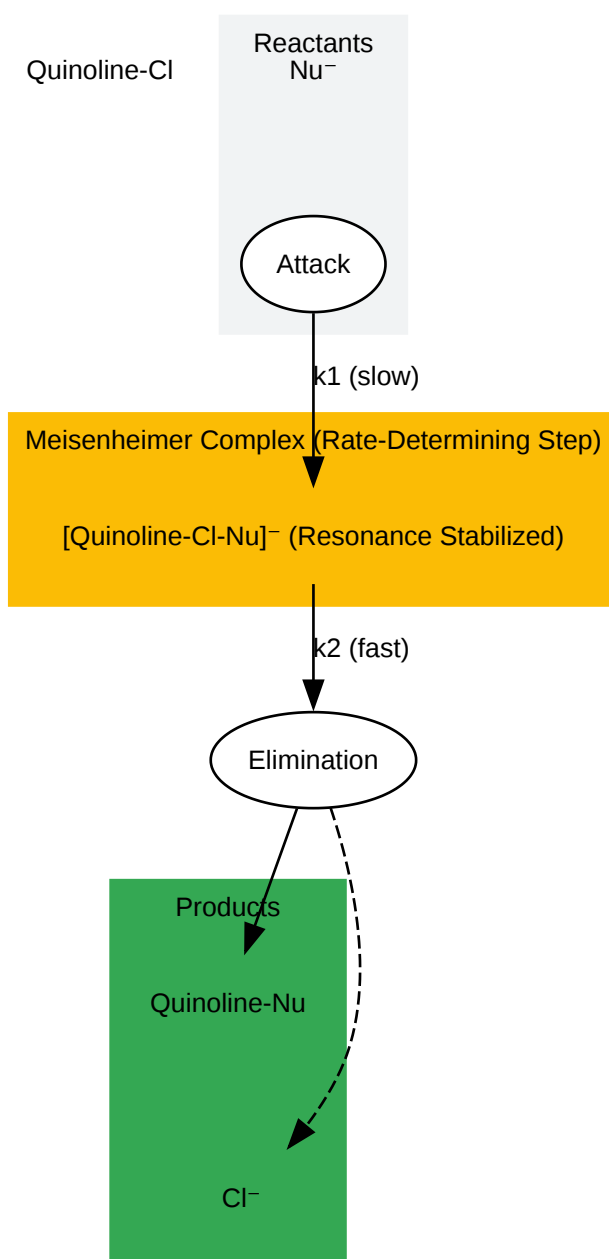 Reactants
Quinoline-Cl
Nu⁻
Attack
k1 (slow)
Meisenheimer Complex (Rate-Determining Step)
[Quinoline-Cl-Nu]⁻ (Resonance Stabilized)
k2 (fast)
Elimination
Products
Quinoline-Nu
Cl⁻